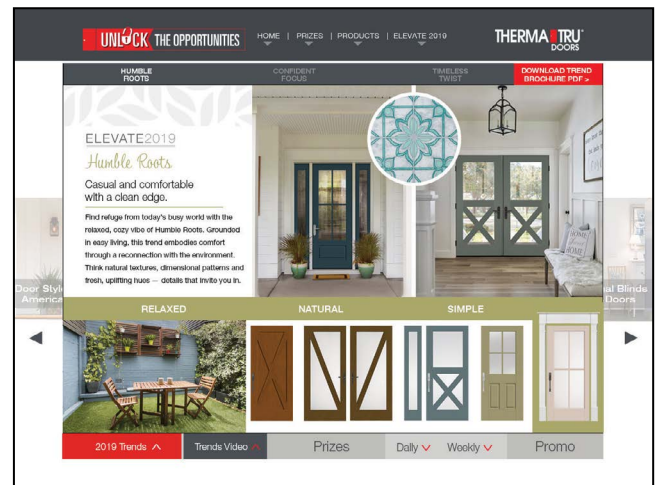 UNLOCK THE OPPORTUNITIES
HOME | PRIZES | PRODUCTS | ELEVATE 2019
THERMA TRU
DOORS
HUMBLE
ROOTS
CONFIDENT
FOCUS
TIMELESS
TWIST
DOWNLOAD TREND
BROCHURE PDF >
ELEVATE2019
Humble Roots
Casual and comfortable
with a clean edge.
Find refuge from today's busy world with the
relaxed, cozy vibe of Humble Roots. Grounded
in easy living, this trend embodies comfort
through a reconnection with the environment.
Think natural textures, dimensional patterns and
fresh, uplifting hues — details that invite you in.
HOME
Door Style
America
al Blinds
Doors
RELAXED
NATURAL
SIMPLE
2019 Trends
Trends Video
Prizes
Daily
Weekly
Promo